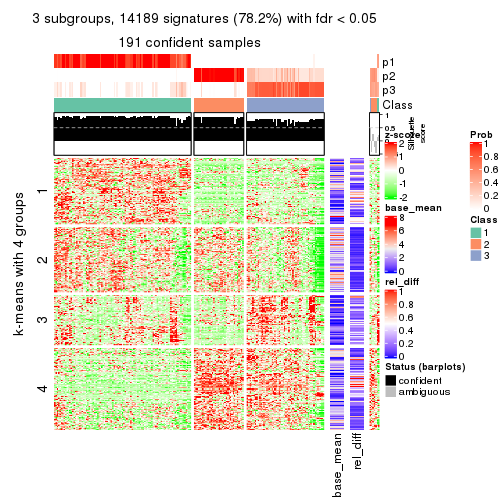 3 subgroups, 14189 signatures (78.2%) with fdr < 0.05
191 confident samples
p1
p2
p3
Class
1
0.5
0
Silhouette
score
k-means with 4 groups
1
2
3
4
base_mean
rel_diff
z-score
2
1
0
-1
-2
base_mean
8
6
4
2
0
rel_diff
1
0.8
0.6
0.4
0.2
0
Status (barplots)
confident
ambiguous
Prob
1
0.8
0.6
0.4
0.2
0
Class
1
2
3